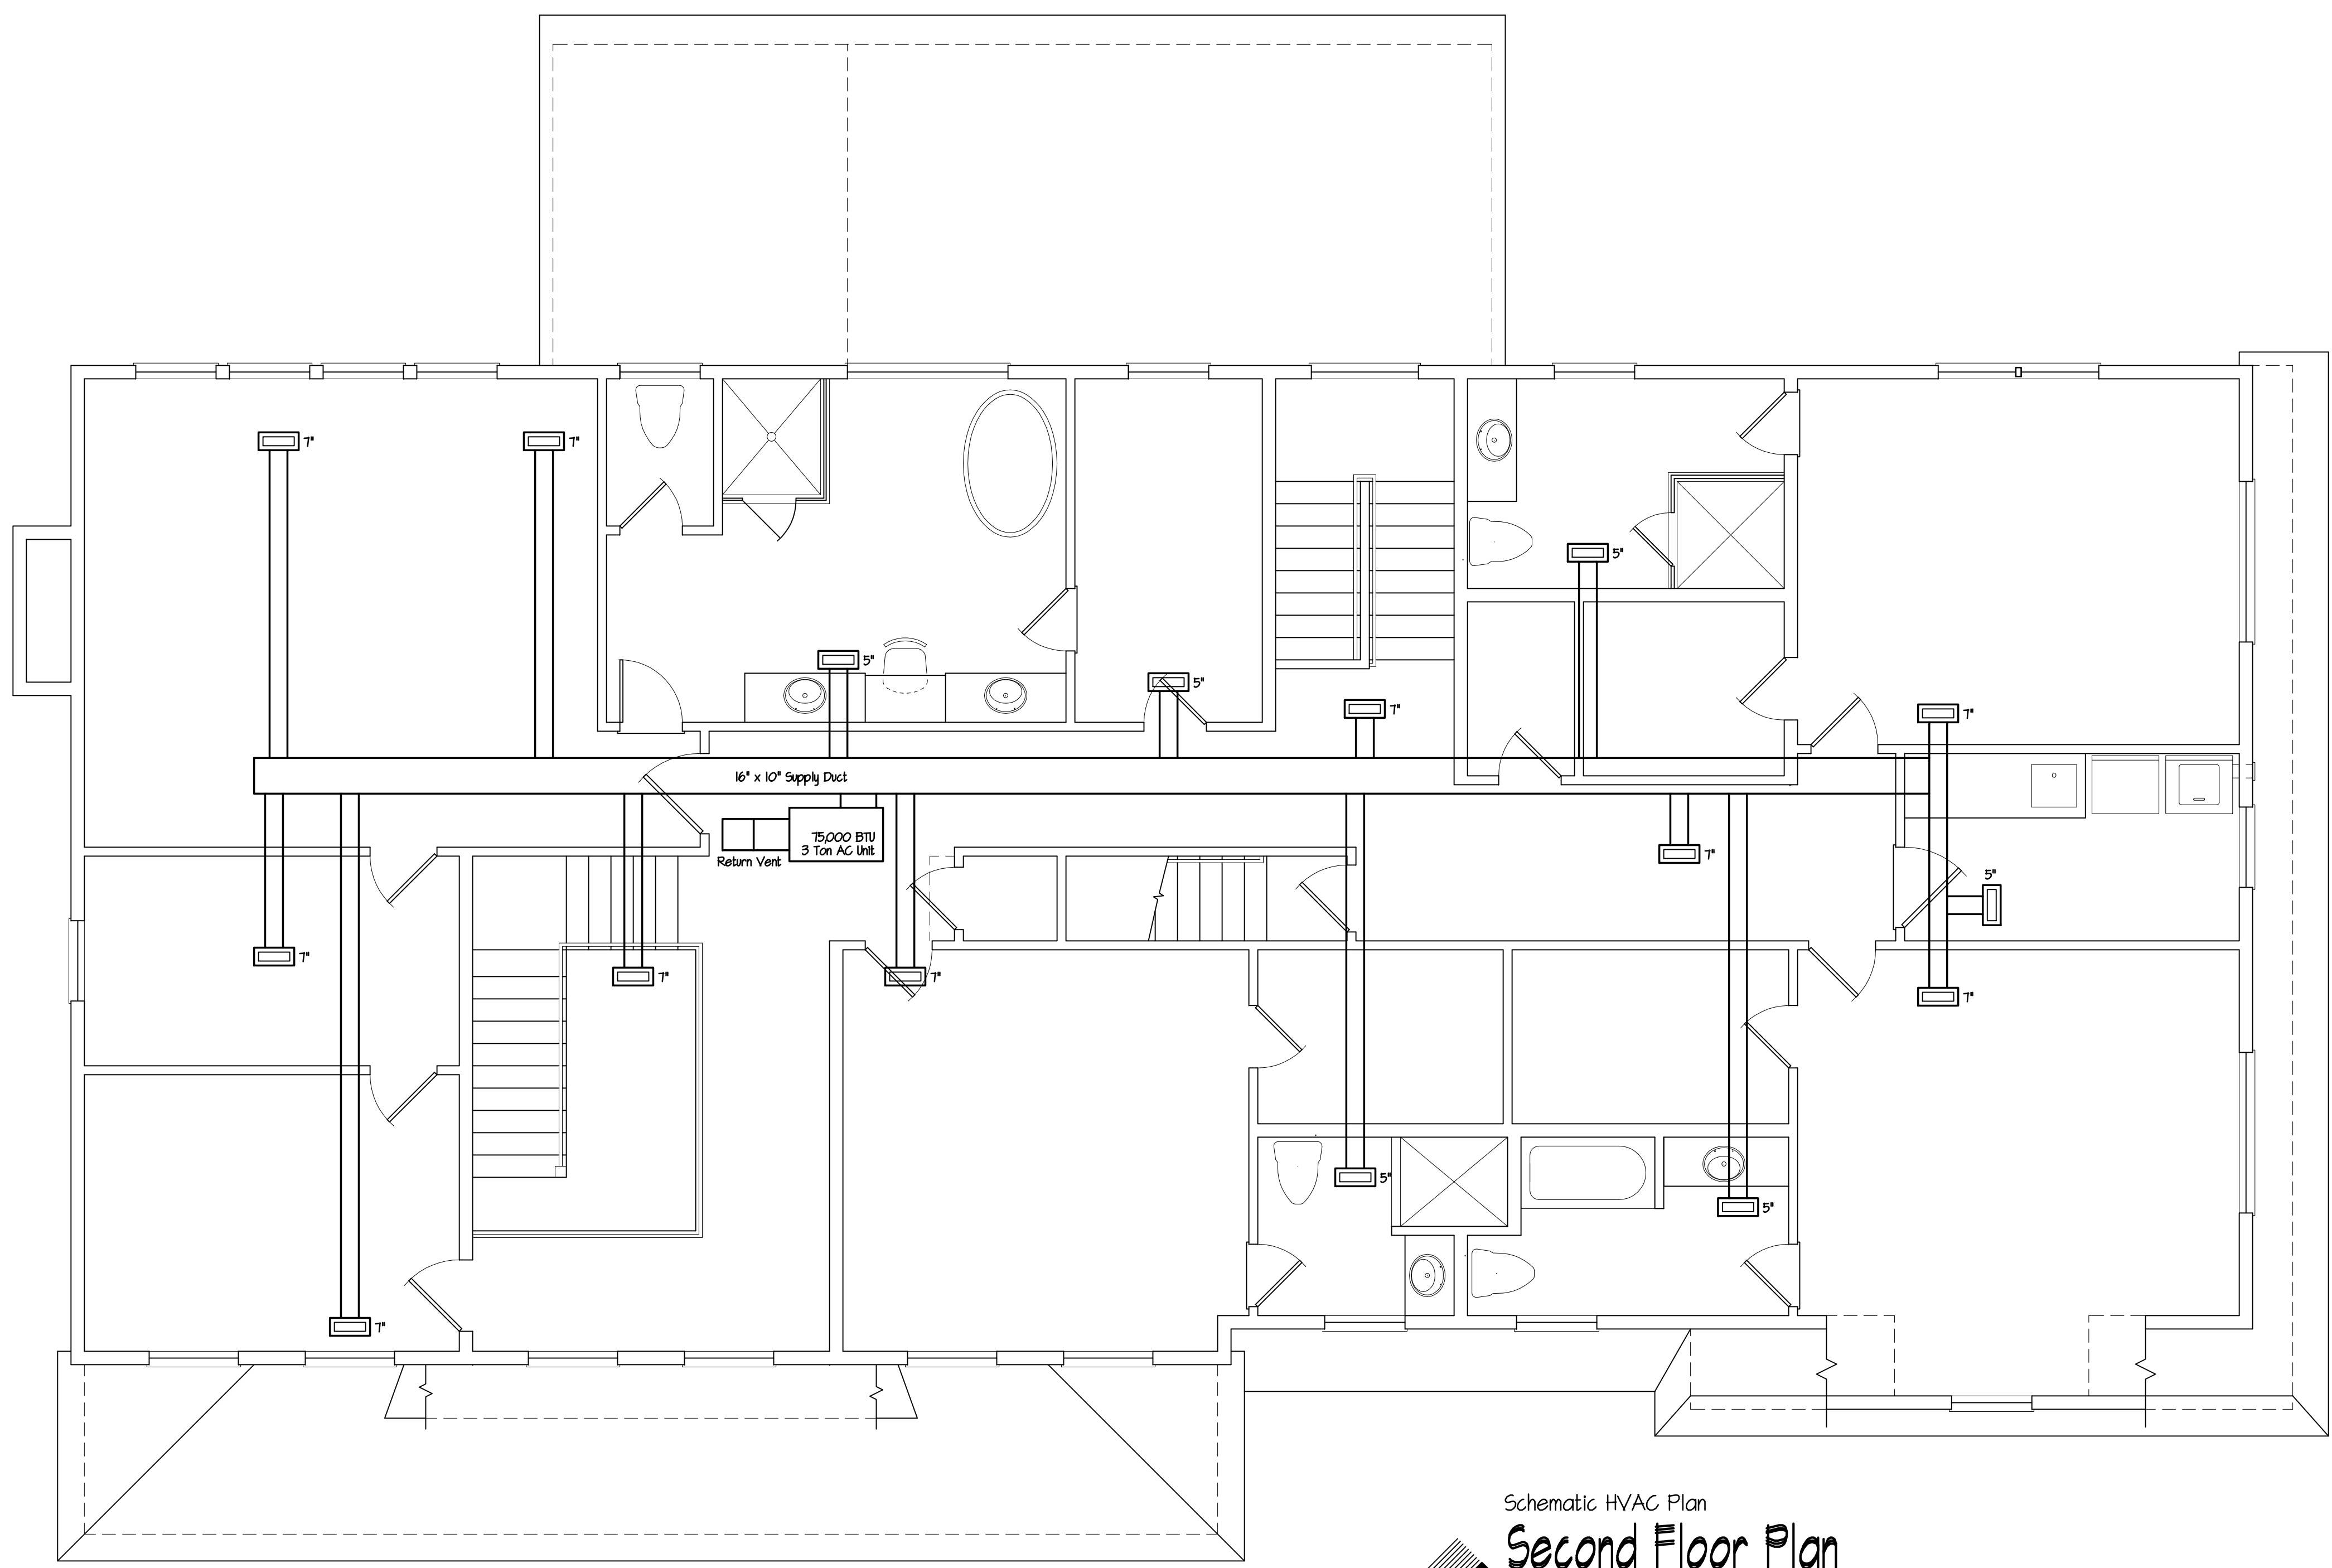 7"
7"
5"
5"
5"
7"
7"
16" x 10" Supply Duct
75,000 BTU
3 Ton AC Unit
Return Vent
7"
5"
7"
7"
7"
7"
5"
5"
7"
Schematic HVAC Plan
Second Floor Plan